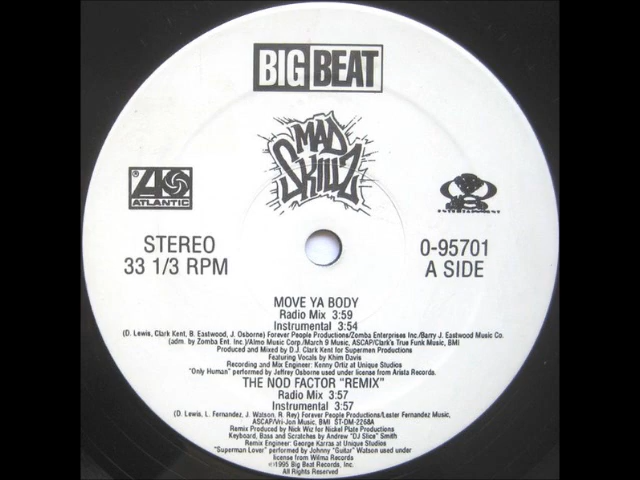 BIG BEAT
MAD
SKILLZ
ATLANTIC
ENTERTAINMENT
STEREO
33 1/3 RPM
0-95701
A SIDE
MOVE YA BODY
Radio Mix 3:59
Instrumental 3:54
(D. Lewis, Clark Kent, B. Eastwood, J. Osborne) Forever People Productions/Zomba Enterprises Inc./Barry J. Eastwood Music Co.
(adm. by Zomba Ent. Inc.)/Almo Music Corp./March 9 Music, ASCAP/Clark's True Funk Music, BMI
Produced and Mixed by D.J. Clark Kent for Supermen Productions
Featuring Vocals by Khim Davis
Recording and Mix Engineer: Kenny Ortiz at Unique Studios
"Only Human" performed by Jeffrey Osborne used under license from Arista Records.
THE NOD FACTOR "REMIX"
Radio Mix 3:57
Instrumental 3:57
(D. Lewis, L. Fernandez, J. Watson, R. Rey) Forever People Productions/Lester Fernandez Music,
ASCAP/Vri-Jon Music, BMI ST-DM-2268A
Remix Produced by Nick Wiz for Nickel Plate Productions
Keyboard, Bass and Scratches by Andrew "DJ Slice" Smith
Remix Engineer: George Karras at Unique Studios
"Superman Lover" performed by Johnny "Guitar" Watson used under
license from Wilma Records
©1995 Big Beat Records, Inc.
All Rights Reserved